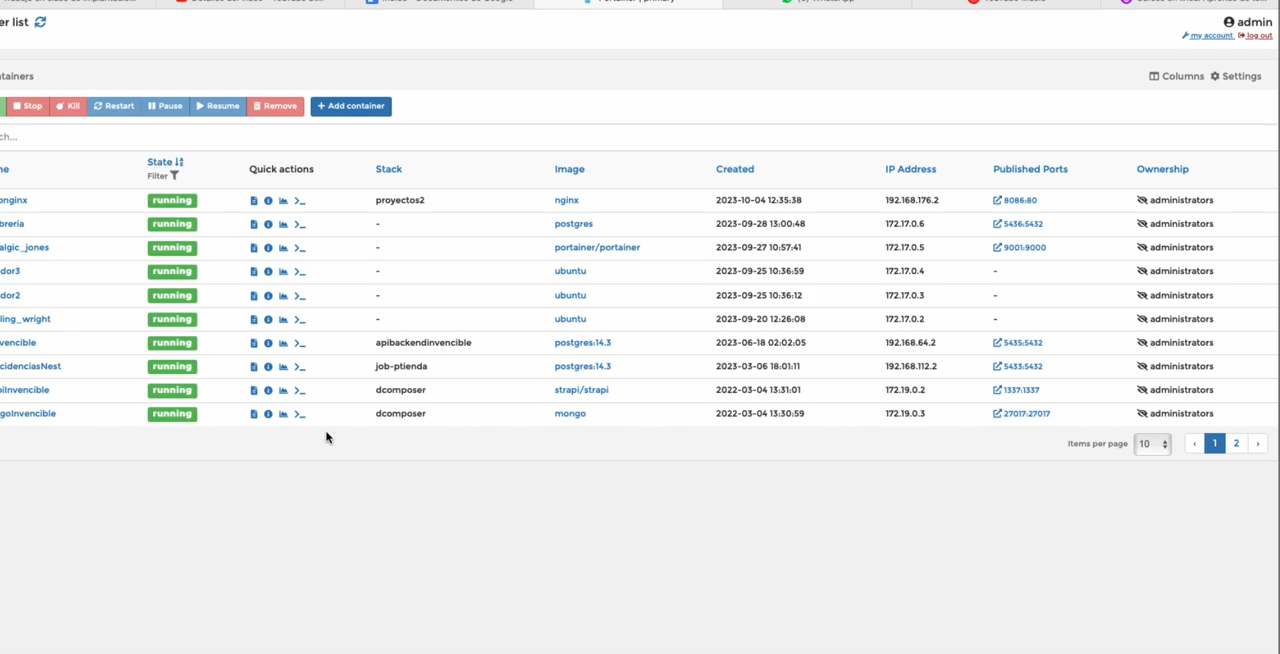 Portainer | primary
(6) WhatsApp
YouTube Music
er list
admin
my account log out
ntainers
Columns Settings
Stop Kill Restart Pause Resume Remove + Add container
ch...
ne State Quick actions Stack Image Created IP Address Published Ports Ownership
Filter
onginx running proyectos2 nginx 2023-10-04 12:35:38 192.168.176.2 8086:80 administrators
breria running - postgres 2023-09-28 13:00:48 172.17.0.6 5436:5432 administrators
algic_jones running - portainer/portainer 2023-09-27 10:57:41 172.17.0.5 9001:9000 administrators
dor3 running - ubuntu 2023-09-25 10:36:59 172.17.0.4 - administrators
dor2 running - ubuntu 2023-09-25 10:36:12 172.17.0.3 - administrators
ling_wright running - ubuntu 2023-09-20 12:26:08 172.17.0.2 - administrators
vencible running apibackendinvencible postgres:14.3 2023-06-18 02:02:05 192.168.64.2 5435:5432 administrators
cidenciasNest running job-ptienda postgres:14.3 2023-03-06 18:01:11 192.168.112.2 5433:5432 administrators
piInvencible running dcomposer strapi/strapi 2022-03-04 13:31:01 172.19.0.2 1337:1337 administrators
goInvencible running dcomposer mongo 2022-03-04 13:30:59 172.19.0.3 27017:27017 administrators
Items per page 10 ‹ 1 2 ›